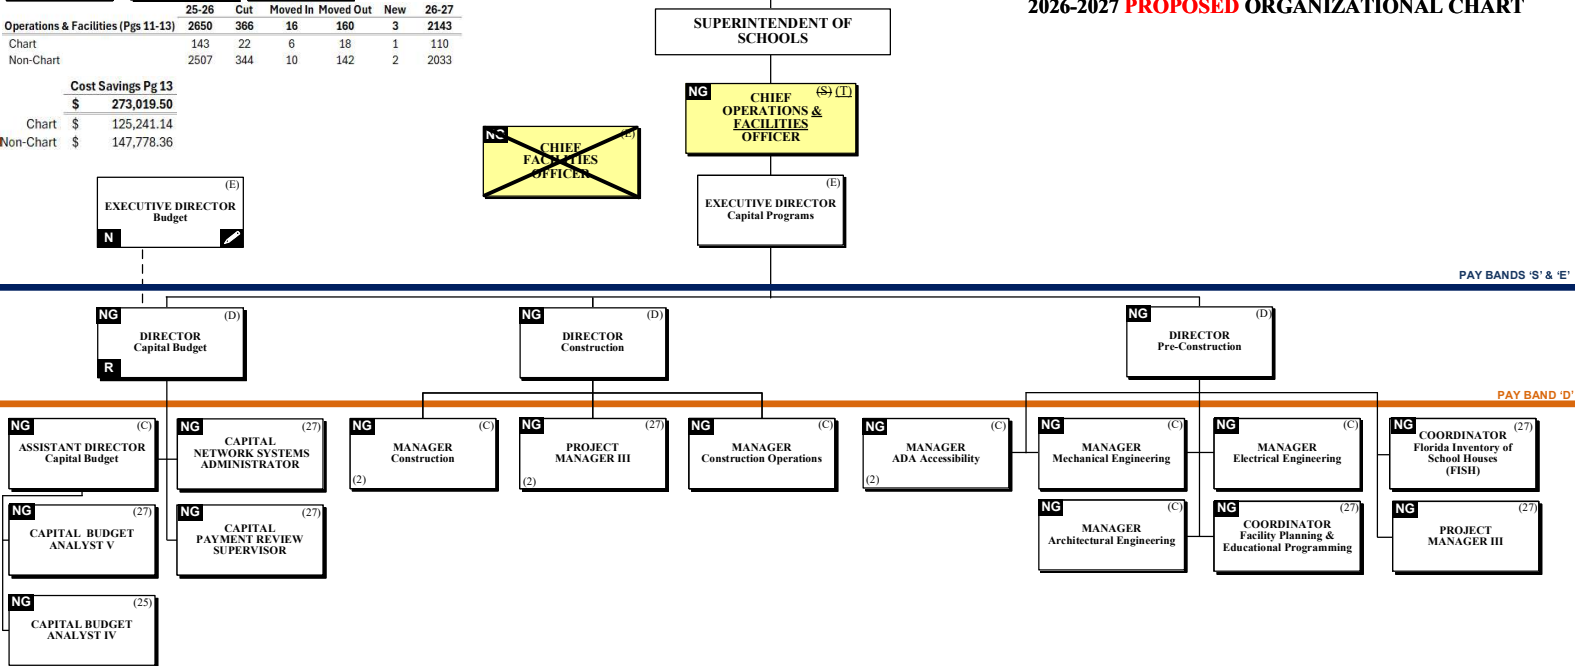 2026-2027 PROPOSED ORGANIZATIONAL CHART
25-26 Cut Moved In Moved Out New 26-27
Operations & Facilities (Pgs 11-13) 2650 366 16 160 3 2143
Chart 143 22 6 18 1 110
Non-Chart 2507 344 10 142 2 2033
Cost Savings Pg 13
$ 273,019.50
Chart $ 125,241.14
Non-Chart $ 147,778.36
SUPERINTENDENT OF
SCHOOLS
NG (S) (T)
CHIEF
OPERATIONS &
FACILITIES
OFFICER
NG (E)
CHIEF
FACILITIES
OFFICER
(E)
EXECUTIVE DIRECTOR
Budget
N
(E)
EXECUTIVE DIRECTOR
Capital Programs
PAY BANDS ‘S’ & ‘E’
NG (D)
DIRECTOR
Capital Budget
R
NG (D)
DIRECTOR
Construction
NG (D)
DIRECTOR
Pre-Construction
PAY BAND ‘D’
NG (C)
ASSISTANT DIRECTOR
Capital Budget
NG (27)
CAPITAL
NETWORK SYSTEMS
ADMINISTRATOR
NG (C)
MANAGER
Construction
(2)
NG (27)
PROJECT
MANAGER III
(2)
NG (C)
MANAGER
Construction Operations
NG (C)
MANAGER
ADA Accessibility
(2)
NG (C)
MANAGER
Mechanical Engineering
NG (C)
MANAGER
Electrical Engineering
NG (27)
COORDINATOR
Florida Inventory of
School Houses
(FISH)
NG (27)
CAPITAL BUDGET
ANALYST V
NG (27)
CAPITAL
PAYMENT REVIEW
SUPERVISOR
NG (C)
MANAGER
Architectural Engineering
NG (27)
COORDINATOR
Facility Planning &
Educational Programming
NG (27)
PROJECT
MANAGER III
NG (25)
CAPITAL BUDGET
ANALYST IV